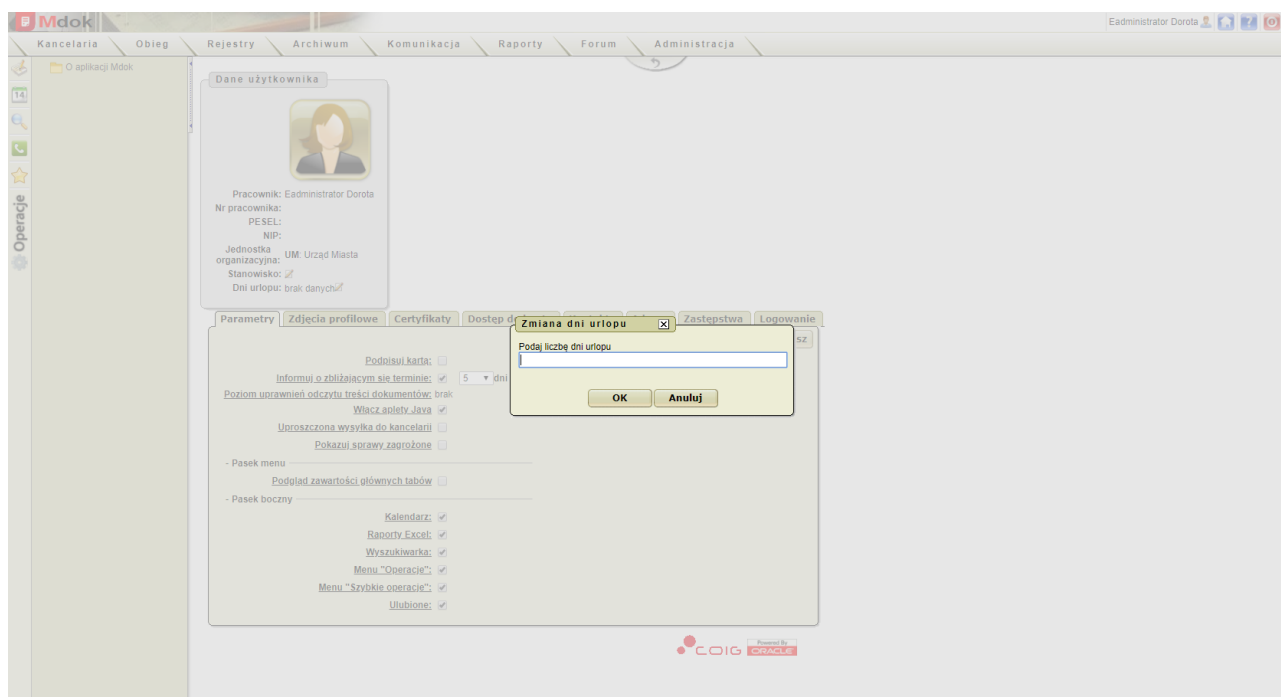 Mdok
Eadministrator Dorota
Kancelaria Obieg Rejestry Archiwum Komunikacja Raporty Forum Administracja
O aplikacji Mdok
14
Operacje
Dane użytkownika
Pracownik: Eadministrator Dorota
Nr pracownika:
PESEL:
NIP:
Jednostka organizacyjna: UM: Urząd Miasta
Stanowisko:
Dni urlopu: brak danych
Parametry Zdjęcia profilowe Certyfikaty Dostęp d Zastępstwa Logowanie
sz
Zmiana dni urlopu
Podaj liczbę dni urlopu
OK Anuluj
Podpisuj kartą:
Informuj o zbliżającym się terminie: 5 dni
Poziom uprawnień odczytu treści dokumentów: brak
Włącz aplety Java
Uproszczona wysyłka do kancelarii
Pokazuj sprawy zagrożone
- Pasek menu
Podgląd zawartości głównych tabów
- Pasek boczny
Kalendarz:
Raporty Excel:
Wyszukiwarka:
Menu "Operacje":
Menu "Szybkie operacje":
Ulubione:
COIG
Powered By
ORACLE